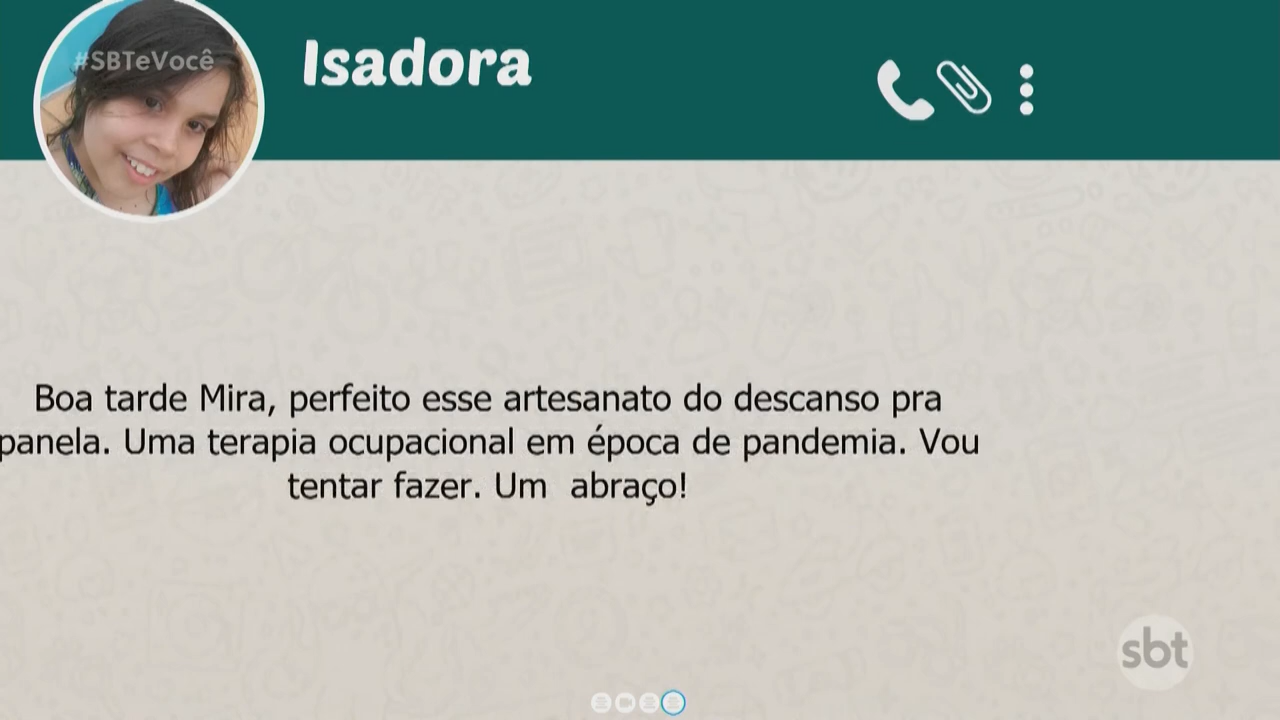 #SBTeVocê
Isadora
Boa tarde Mira, perfeito esse artesanato do descanso pra
panela. Uma terapia ocupacional em época de pandemia. Vou
tentar fazer. Um  abraço!
sbt